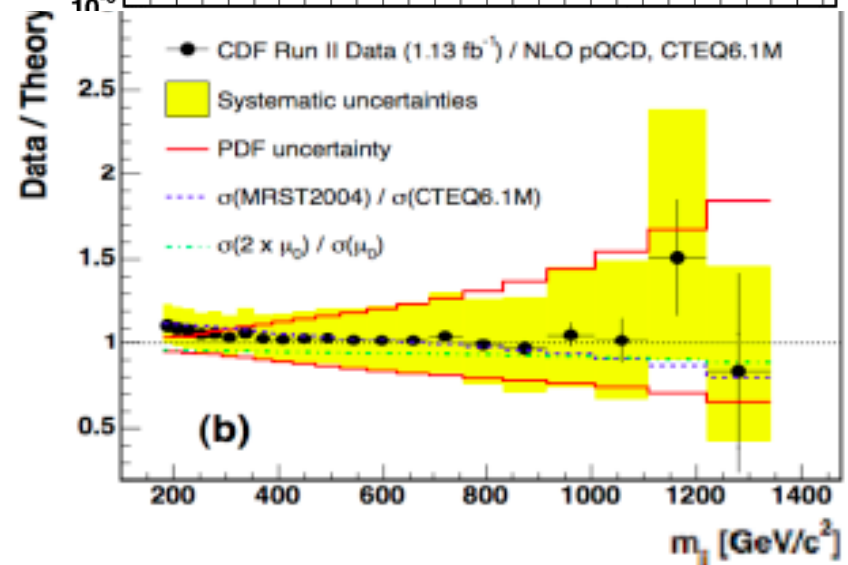 CDF Run II Data (1.13 fb⁻¹) / NLO pQCD, CTEQ6.1M
Systematic uncertainties
PDF uncertainty
σ(MRST2004) / σ(CTEQ6.1M)
σ(2 x μ₀) / σ(μ₀)
Data / Theory
2.5
2
1.5
1
0.5
(b)
200 400 600 800 1000 1200 1400
m_jj [GeV/c²]